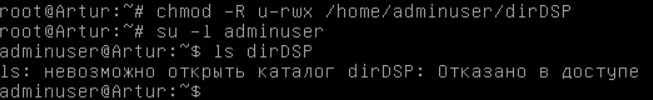 root@Artur:~# chmod -R u-rwx /home/adminuser/dirDSP
root@Artur:~# su -l adminuser
adminuser@Artur:~$ ls dirDSP
ls: невозможно открыть каталог dirDSP: Отказано в доступе
adminuser@Artur:~$